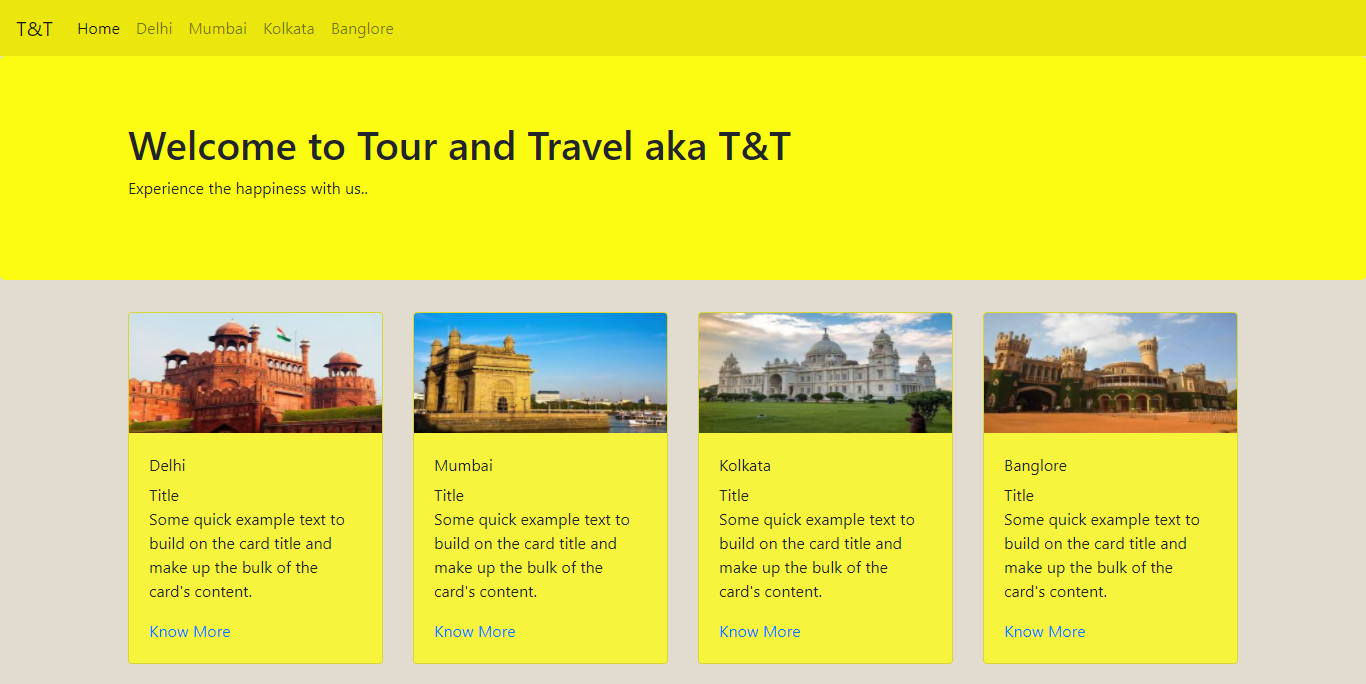 T&T Home Delhi Mumbai Kolkata Banglore
Welcome to Tour and Travel aka T&T
Experience the happiness with us..
Delhi
Title
Some quick example text to
build on the card title and
make up the bulk of the
card's content.
Know More
Mumbai
Title
Some quick example text to
build on the card title and
make up the bulk of the
card's content.
Know More
Kolkata
Title
Some quick example text to
build on the card title and
make up the bulk of the
card's content.
Know More
Banglore
Title
Some quick example text to
build on the card title and
make up the bulk of the
card's content.
Know More